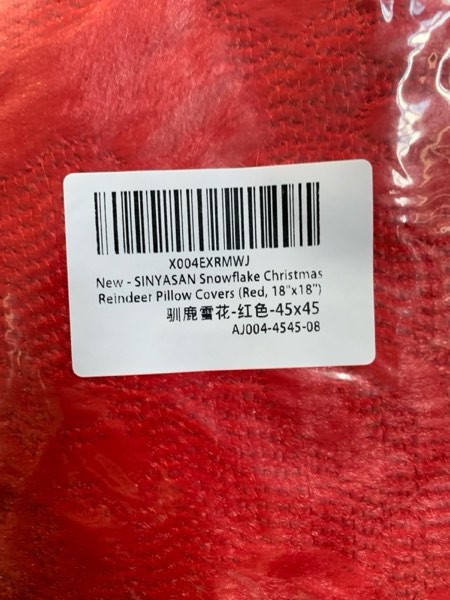 X004EXRMWJ
New - SINYASAN Snowflake Christmas
Reindeer Pillow Covers (Red, 18"x18")
驯鹿雪花-红色-45x45
AJ004-4545-08